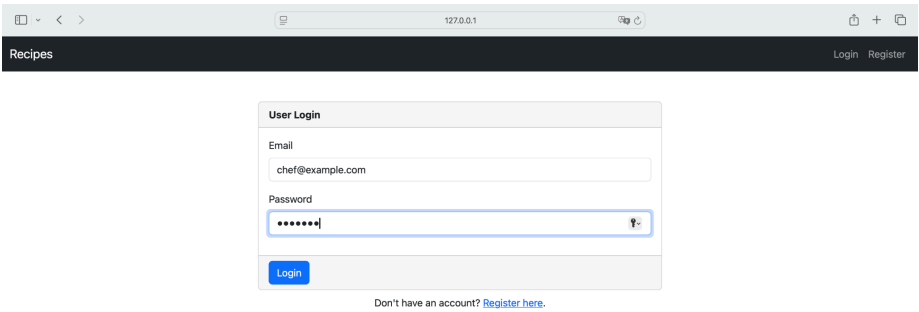 127.0.0.1
Recipes Login Register
User Login
Email
chef@example.com
Password
•••••••
Login
Don't have an account? Register here.